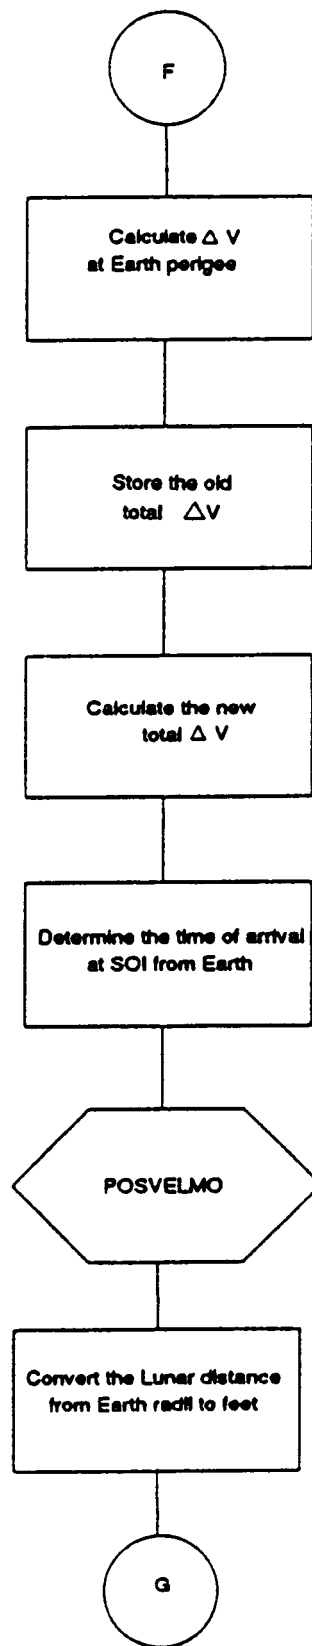 F
Calculate Δ V
at Earth perigee
Store the old
total ΔV
Calculate the new
total Δ V
Determine the time of arrival
at SOI from Earth
POSVELMO
Convert the Lunar distance
from Earth radii to feet
G